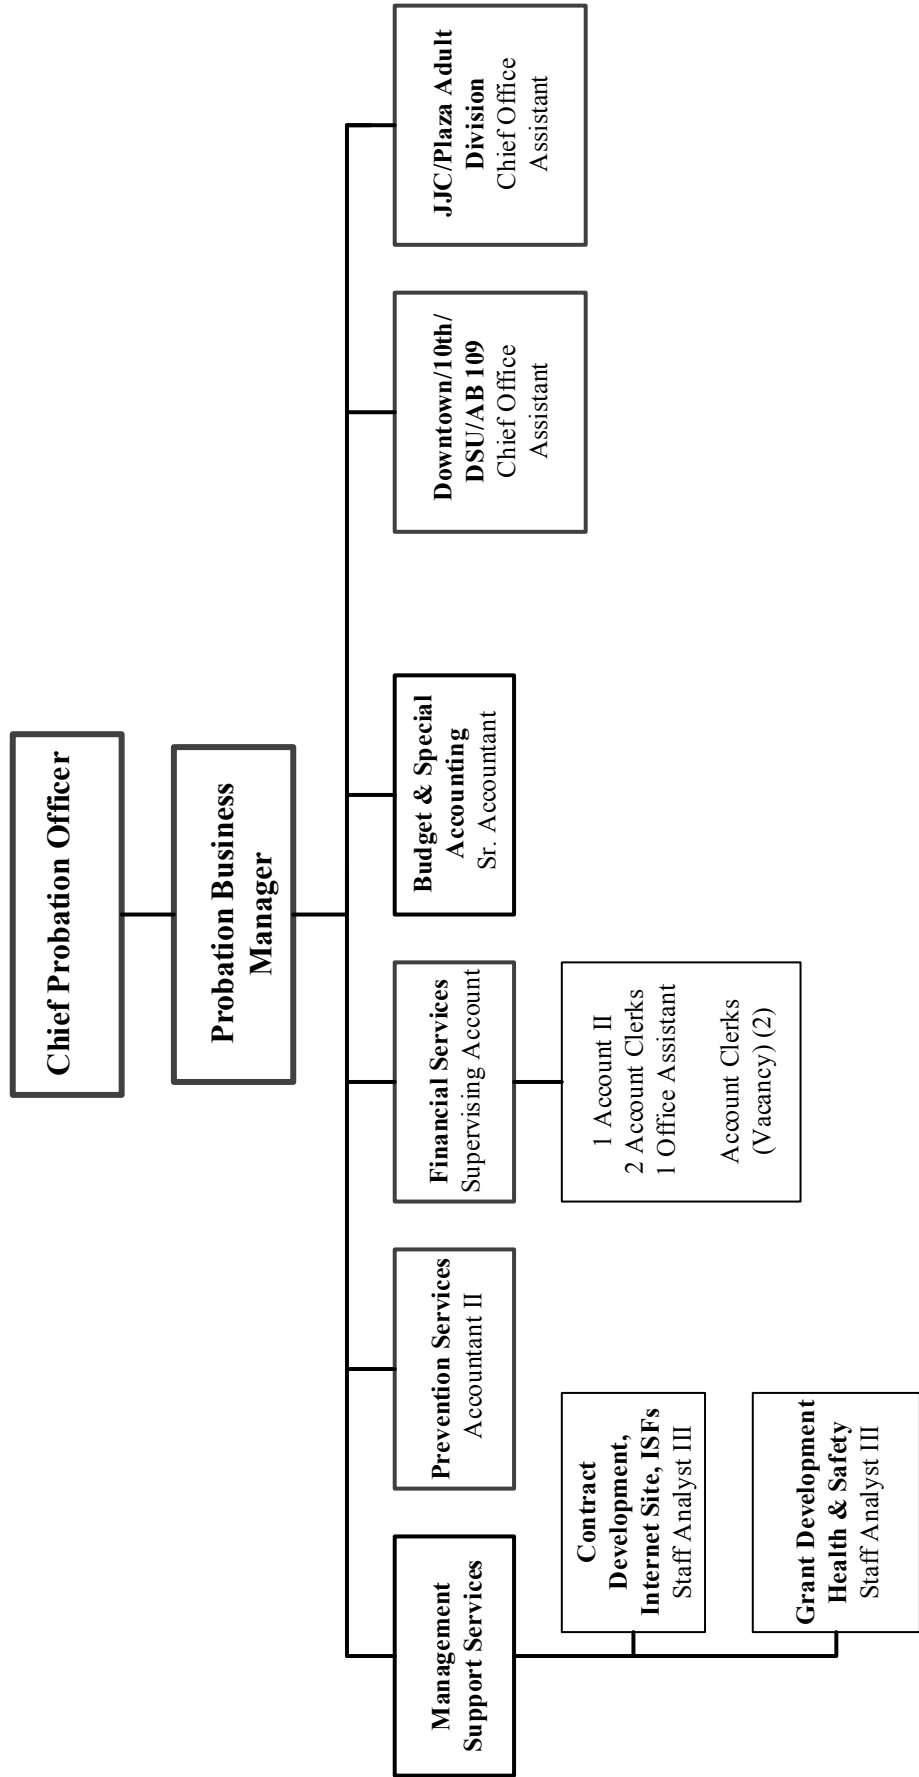 Chief Probation Officer
Probation Business
Manager
Management
Support Services
Prevention Services
Accountant II
Financial Services
Supervising Account
Budget & Special
Accounting
Sr. Accountant
Downtown/10th/
DSU/AB 109
Chief Office
Assistant
JJC/Plaza Adult
Division
Chief Office
Assistant
Contract
Development,
Internet Site, ISFs
Staff Analyst III
Grant Development
Health & Safety
Staff Analyst III
1 Account II
2 Account Clerks
1 Office Assistant
Account Clerks
(Vacancy) (2)